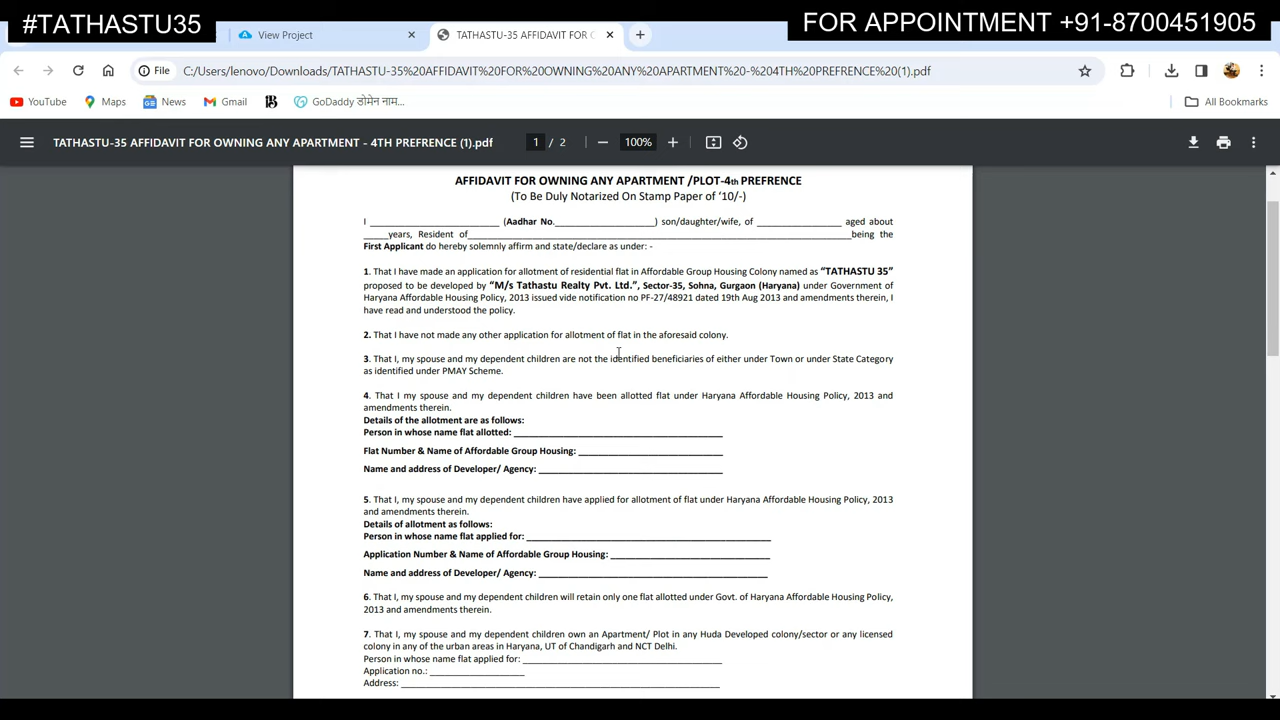 #TATHASTU35
FOR APPOINTMENT +91-8700451905
View Project
TATHASTU-35 AFFIDAVIT FOR
File
C:/Users/lenovo/Downloads/TATHASTU-35%20AFFIDAVIT%20FOR%20OWNING%20ANY%20APARTMENT%20-%204TH%20PREFRENCE%20(1).pdf
YouTube
Maps
News
Gmail
GoDaddy डोमेन नाम...
All Bookmarks
TATHASTU-35 AFFIDAVIT FOR OWNING ANY APARTMENT - 4TH PREFRENCE (1).pdf
1 / 2
100%
AFFIDAVIT FOR OWNING ANY APARTMENT /PLOT-4th PREFRENCE
(To Be Duly Notarized On Stamp Paper of ‘10/-)
I ________________________ (Aadhar No.___________________) son/daughter/wife, of ________________ aged about
_____years, Resident of_________________________________________________________________________being the
First Applicant do hereby solemnly affirm and state/declare as under: -
1. That I have made an application for allotment of residential flat in Affordable Group Housing Colony named as “TATHASTU 35”
proposed to be developed by “M/s Tathastu Realty Pvt. Ltd.”, Sector-35, Sohna, Gurgaon (Haryana) under Government of
Haryana Affordable Housing Policy, 2013 issued vide notification no PF-27/48921 dated 19th Aug 2013 and amendments therein, I
have read and understood the policy.
2. That I have not made any other application for allotment of flat in the aforesaid colony.
3. That I, my spouse and my dependent children are not the identified beneficiaries of either under Town or under State Category
as identified under PMAY Scheme.
4. That I my spouse and my dependent children have been allotted flat under Haryana Affordable Housing Policy, 2013 and
amendments therein.
Details of the allotment are as follows:
Person in whose name flat allotted: ________________________________
Flat Number & Name of Affordable Group Housing: ______________________
Name and address of Developer/ Agency: ____________________________
5. That I, my spouse and my dependent children have applied for allotment of flat under Haryana Affordable Housing Policy, 2013
and amendments therein.
Details of allotment as follows:
Person in whose name flat applied for: _____________________________________
Application Number & Name of Affordable Group Housing: ________________________
Name and address of Developer/ Agency: ___________________________________
6. That I, my spouse and my dependent children will retain only one flat allotted under Govt. of Haryana Affordable Housing Policy,
2013 and amendments therein.
7. That I, my spouse and my dependent children own an Apartment/ Plot in any Huda Developed colony/sector or any licensed
colony in any of the urban areas in Haryana, UT of Chandigarh and NCT Delhi.
Person in whose name flat applied for: ______________________________________
Application no.: __________________
Address: ____________________________________________________________